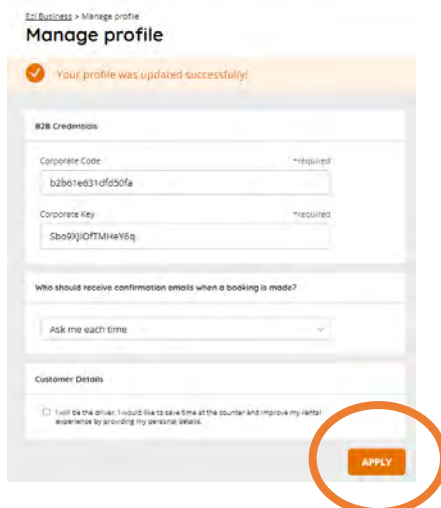 Ezi Business > Manage profile
Manage profile
Your profile was updated successfully!
B2B Credentials
Corporate Code *required
b2b61e631dfd50fa
Corporate Key *required
Sbo9XJlOfTMHeY6q
Who should receive confirmation emails when a booking is made?
Ask me each time
Customer Details
I will be the driver. I would like to save time at the counter and improve my rental
experience by providing my personal details.
APPLY